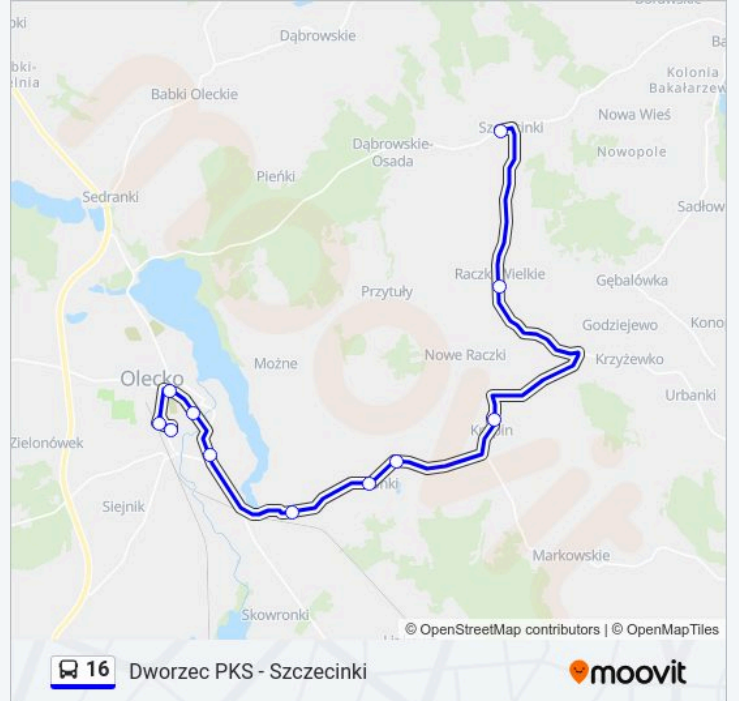 Dąbrowskie
Babki Oleckie
Kolonia
Bakałarzew
Nowa Wieś
Szczecinki
Nowopole
Dąbrowskie-
Osada
Pieńki
Sedranki
Sadłow
Raczki Wielkie
Gębalówka
Przytuły
Godziejewo
Kono
Możne
Nowe Raczki
Krzyżewko
Olecko
Urbanki
Zielonówek
Siejnik
Markowskie
Skowronki
© OpenStreetMap contributors | © OpenMapTiles
16 Dworzec PKS - Szczecinki
moovit